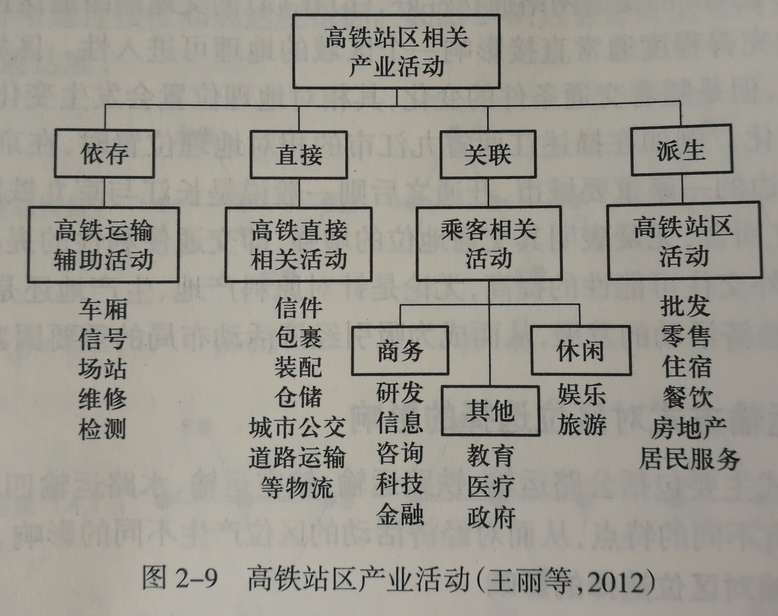 高铁站区相关
产业活动
依存
直接
关联
派生
高铁运输
辅助活动
高铁直接
相关活动
乘客相关
活动
高铁站区
活动
车厢
信号
场站
维修
检测
信件
包裹
装配
仓储
城市公交
道路运输
等物流
商务
研发
信息
咨询
科技
金融
其他
教育
医疗
政府
休闲
娱乐
旅游
批发
零售
住宿
餐饮
房地产
居民服务
图 2-9 高铁站区产业活动(王丽等,2012)